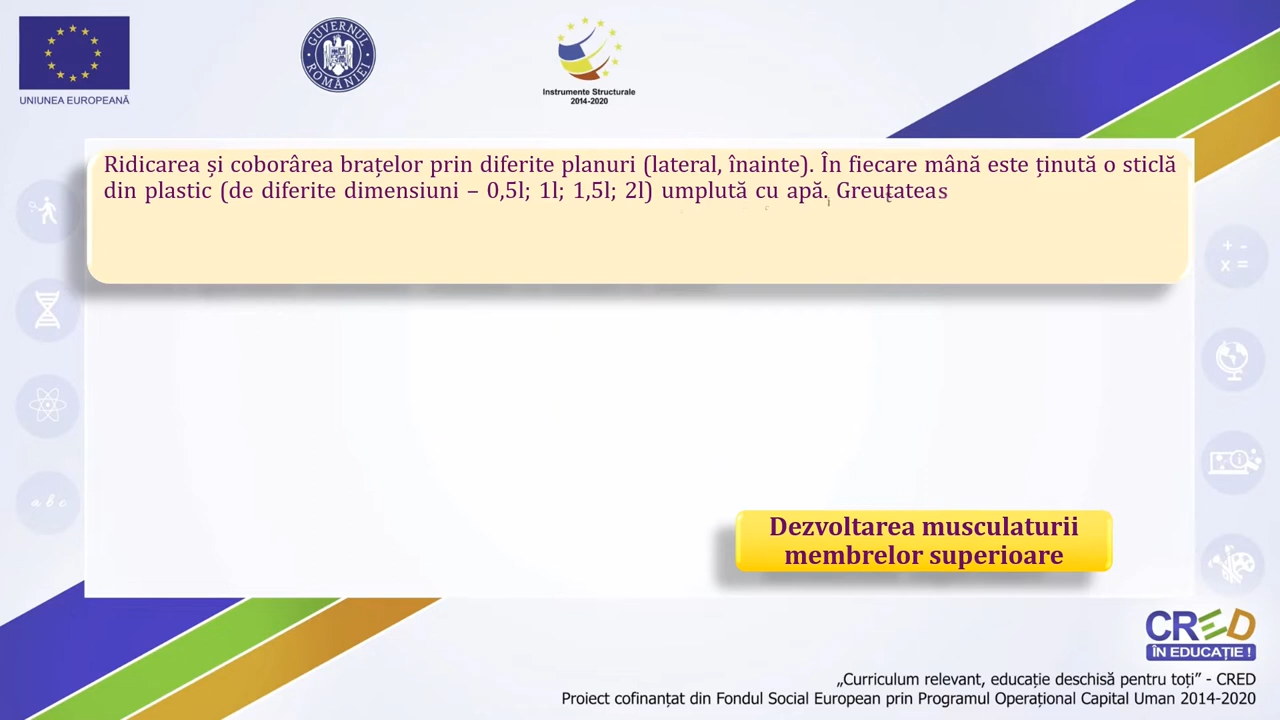 UNIUNEA EUROPEANĂ
GUVERNUL ROMÂNIEI
Instrumente Structurale
2014-2020
Ridicarea și coborârea brațelor prin diferite planuri (lateral, înainte). În fiecare mână este ținută o sticlă
din plastic (de diferite dimensiuni – 0,5l; 1l; 1,5l; 2l) umplută cu apă. Greutatea s
+ -
x =
a b c
Dezvoltarea musculaturii
membrelor superioare
CRED
ÎN EDUCAȚIE !
„Curriculum relevant, educație deschisă pentru toți” - CRED
Proiect cofinanțat din Fondul Social European prin Programul Operațional Capital Uman 2014-2020